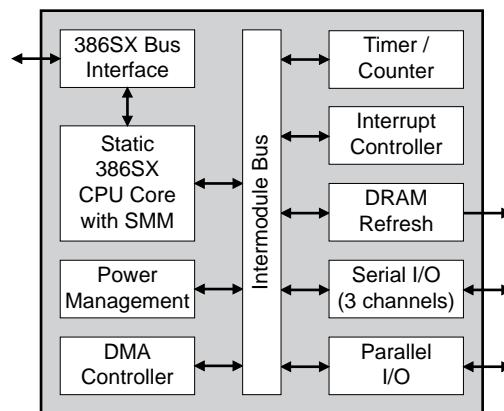 386SX Bus
Interface
Static
386SX
CPU Core
with SMM
Power
Management
DMA
Controller
Intermodule Bus
Timer /
Counter
Interrupt
Controller
DRAM
Refresh
Serial I/O
(3 channels)
Parallel
I/O